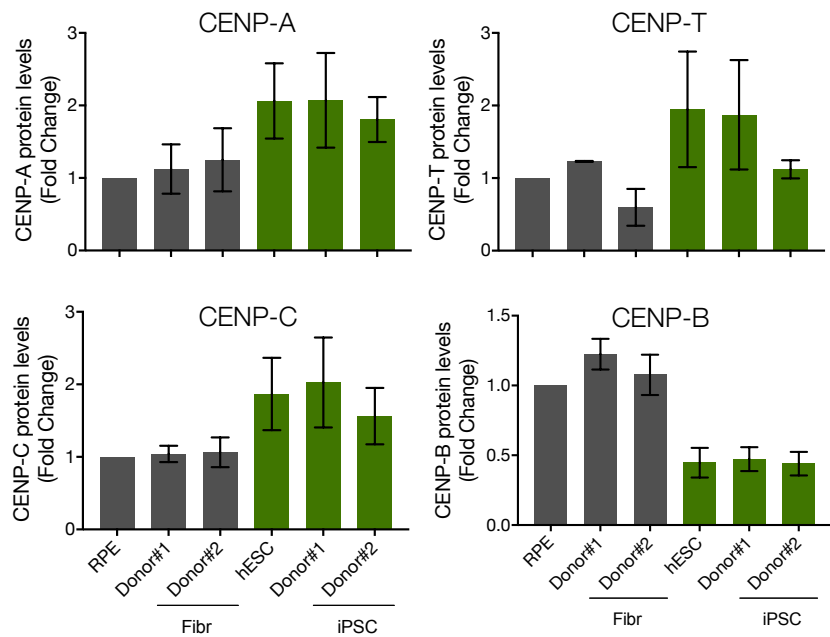 CENP-A
CENP-A protein levels
(Fold Change)
3
2
1
0
CENP-T
CENP-T protein levels
(Fold Change)
3
2
1
0
CENP-C
CENP-C protein levels
(Fold Change)
3
2
1
0
RPE
Donor#1
Donor#2
hESC
Donor#1
Donor#2
Fibr
iPSC
CENP-B
CENP-B protein levels
(Fold Change)
1.5
1.0
0.5
0.0
RPE
Donor#1
Donor#2
hESC
Donor#1
Donor#2
Fibr
iPSC